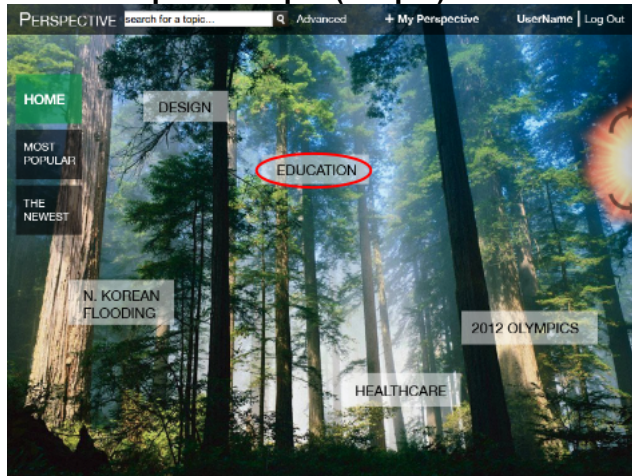 PERSPECTIVE search for a topic... Advanced + My Perspective UserName | Log Out
HOME
DESIGN
MOST
POPULAR
EDUCATION
THE
NEWEST
N. KOREAN
FLOODING
2012 OLYMPICS
HEALTHCARE